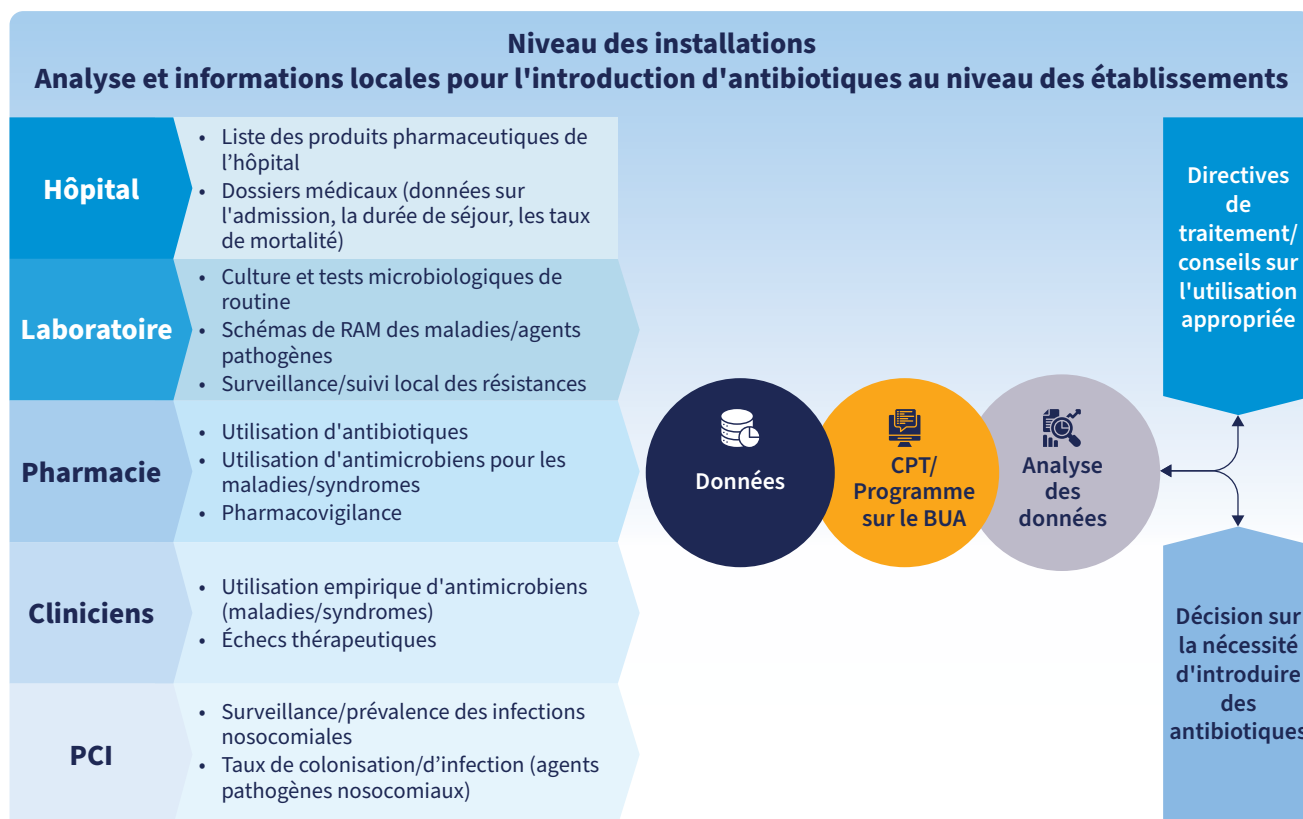 Niveau des installations
Analyse et informations locales pour l'introduction d'antibiotiques au niveau des établissements
Hôpital
• Liste des produits pharmaceutiques de
l’hôpital
• Dossiers médicaux (données sur
l'admission, la durée de séjour, les taux
de mortalité)
Laboratoire
• Culture et tests microbiologiques de
routine
• Schémas de RAM des maladies/agents
pathogènes
• Surveillance/suivi local des résistances
Pharmacie
• Utilisation d'antibiotiques
• Utilisation d'antimicrobiens pour les
maladies/syndromes
• Pharmacovigilance
Cliniciens
• Utilisation empirique d'antimicrobiens
(maladies/syndromes)
• Échecs thérapeutiques
PCI
• Surveillance/prévalence des infections
nosocomiales
• Taux de colonisation/d’infection (agents
pathogènes nosocomiaux)
Données
CPT/
Programme
sur le BUA
Analyse
des
données
Directives
de
traitement/
conseils sur
l'utilisation
appropriée
Décision sur
la nécessité
d'introduire
des
antibiotiques